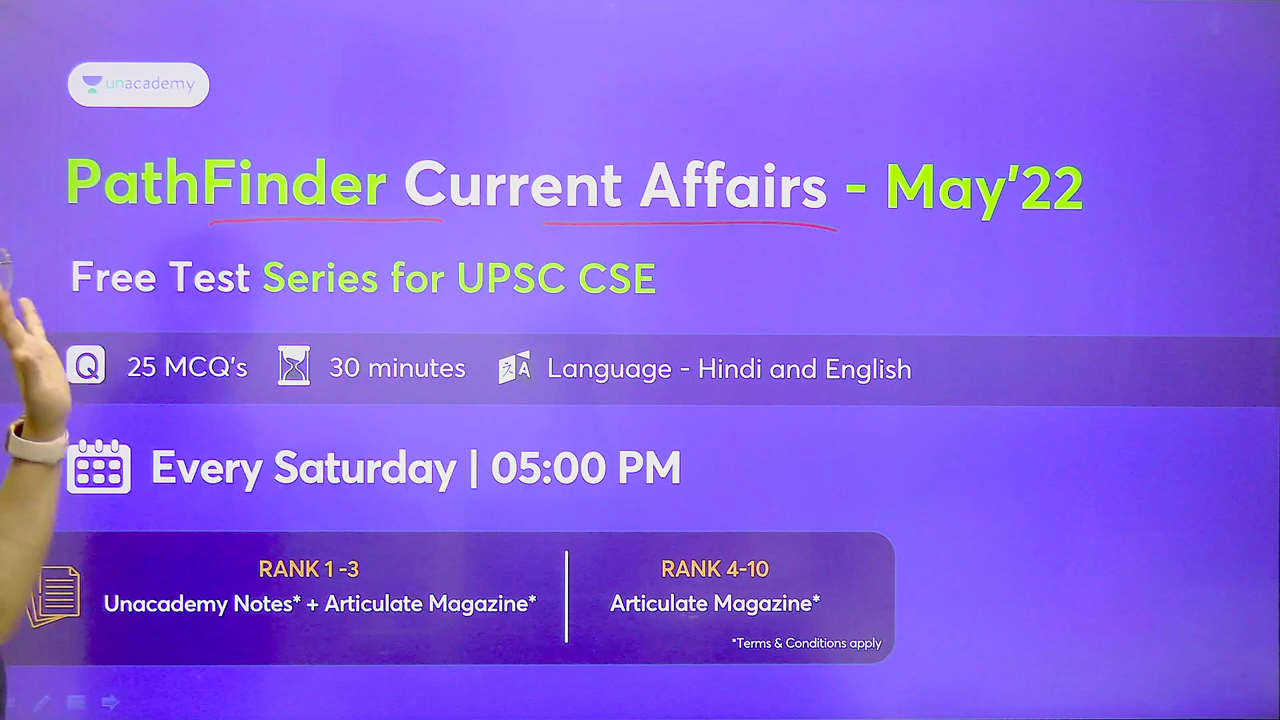 unacademy
PathFinder Current Affairs - May'22
Free Test Series for UPSC CSE
Q 25 MCQ's 30 minutes A Language - Hindi and English
Every Saturday | 05:00 PM
RANK 1 -3
Unacademy Notes* + Articulate Magazine*
RANK 4-10
Articulate Magazine*
*Terms & Conditions apply